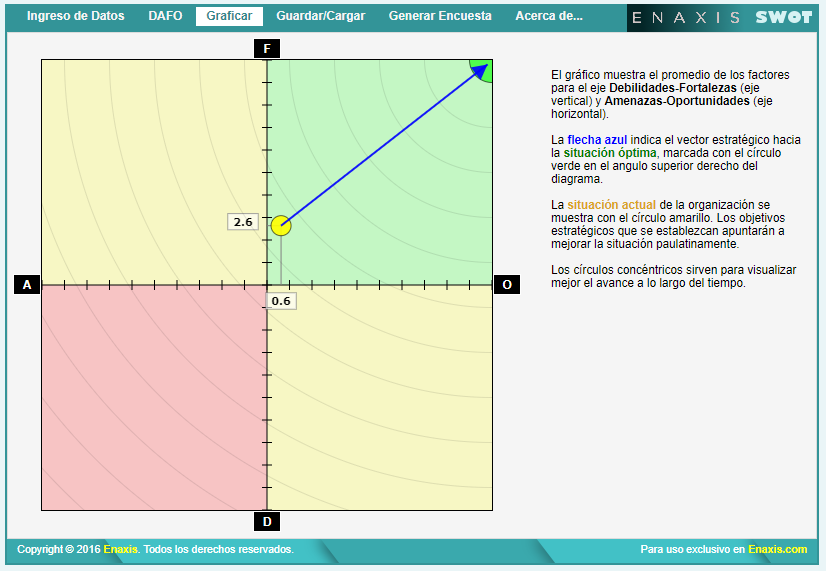 Ingreso de Datos DAFO Graficar Guardar/Cargar Generar Encuesta Acerca de... ENAXIS SWOT
F
El gráfico muestra el promedio de los factores
para el eje Debilidades-Fortalezas (eje
vertical) y Amenazas-Oportunidades (eje
horizontal).
La flecha azul indica el vector estratégico hacia
la situación óptima, marcada con el círculo
verde en el angulo superior derecho del
diagrama.
La situación actual de la organización se
muestra con el círculo amarillo. Los objetivos
estratégicos que se establezcan apuntarán a
mejorar la situación paulatinamente.
Los círculos concéntricos sirven para visualizar
mejor el avance a lo largo del tiempo.
2.6
A
O
0.6
D
Copyright © 2016 Enaxis. Todos los derechos reservados. Para uso exclusivo en Enaxis.com